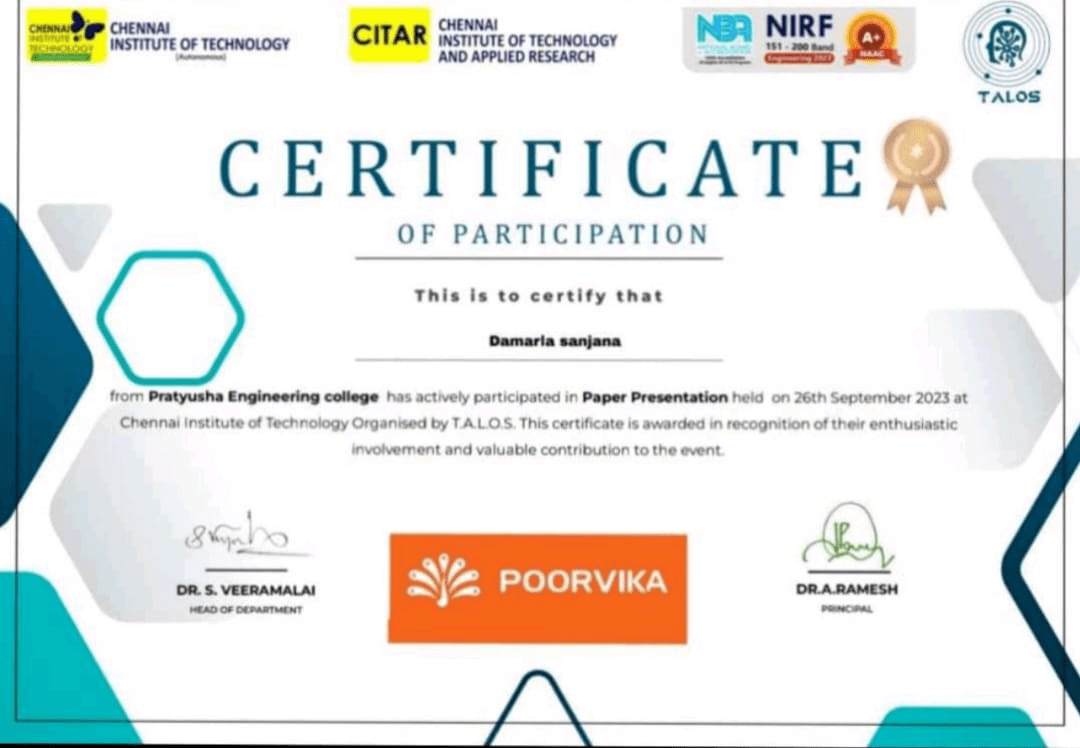 CHENNAI
INSTITUTE OF TECHNOLOGY
CHENNAI
INSTITUTE OF TECHNOLOGY
(Autonomous)
CITAR
CHENNAI
INSTITUTE OF TECHNOLOGY
AND APPLIED RESEARCH
NBA
NIRF
151 - 200 Band
Engineering 2023
A+
NAAC
TALOS
CERTIFICATE
OF PARTICIPATION
This is to certify that
Damarla sanjana
from Pratyusha Engineering college has actively participated in Paper Presentation held on 26th September 2023 at
Chennai Institute of Technology Organised by T.A.L.O.S. This certificate is awarded in recognition of their enthusiastic
involvement and valuable contribution to the event.
DR. S. VEERAMALAI
HEAD OF DEPARTMENT
POORVIKA
DR.A.RAMESH
PRINCIPAL